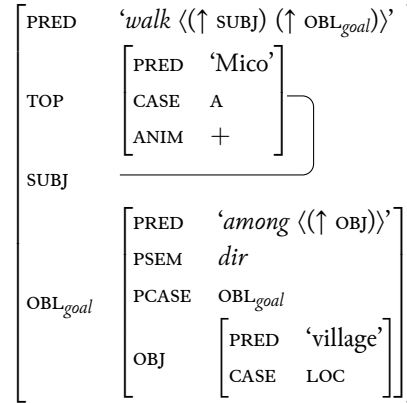 PRED ‘walk ⟨(↑ SUBJ) (↑ OBLgoal)⟩’
TOP PRED ‘Mico’
CASE A
ANIM +
SUBJ
OBLgoal PRED ‘among ⟨(↑ OBJ)⟩’
PSEM dir
PCASE OBLgoal
OBJ PRED ‘village’
CASE LOC